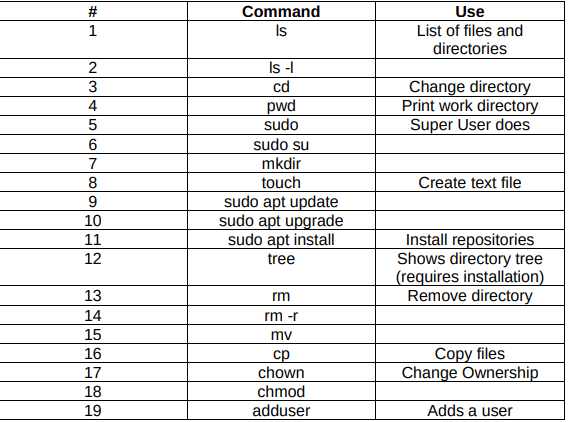 # Command Use
1 ls List of files and
directories
2 ls -l
3 cd Change directory
4 pwd Print work directory
5 sudo Super User does
6 sudo su
7 mkdir
8 touch Create text file
9 sudo apt update
10 sudo apt upgrade
11 sudo apt install Install repositories
12 tree Shows directory tree
(requires installation)
13 rm Remove directory
14 rm -r
15 mv
16 cp Copy files
17 chown Change Ownership
18 chmod
19 adduser Adds a user